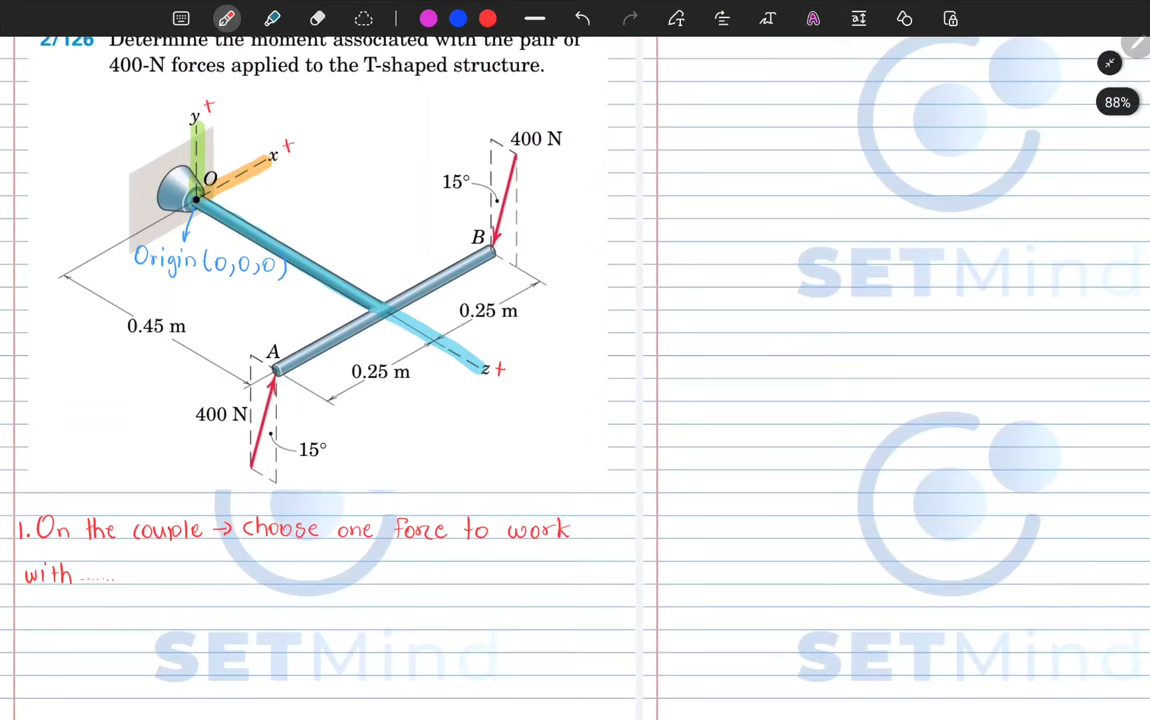 88%
2/126 Determine the moment associated with the pair of
400-N forces applied to the T-shaped structure.
y +
x +
O
Origin (0,0,0)
400 N
15°
B
0.45 m
0.25 m
A
0.25 m
z +
400 N
15°
1. On the couple → choose one force to work
with ......
SETMind
SETMind
SETMind